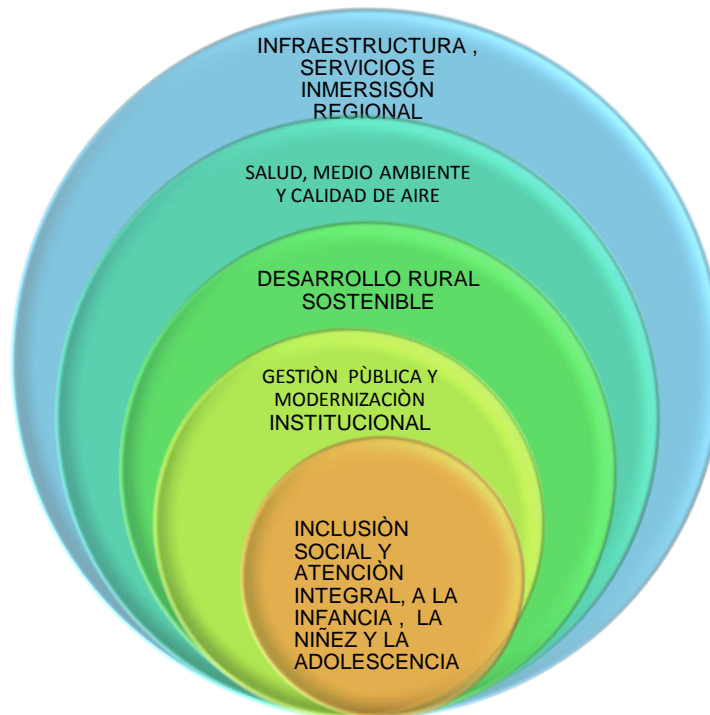 INFRAESTRUCTURA ,
SERVICIOS E
INMERSISÓN
REGIONAL
SALUD, MEDIO AMBIENTE
Y CALIDAD DE AIRE
DESARROLLO RURAL
SOSTENIBLE
GESTIÒN PÙBLICA Y
MODERNIZACIÒN
INSTITUCIONAL
INCLUSIÒN
SOCIAL Y
ATENCIÒN
INTEGRAL, A LA
INFANCIA , LA
NIÑEZ Y LA
ADOLESCENCIA